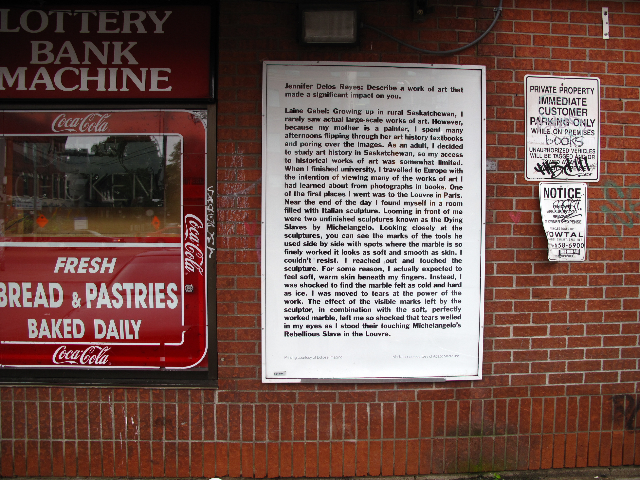 LOTTERY
BANK
MACHINE
Coca-Cola
Coca-Cola
FRESH
BREAD & PASTRIES
BAKED DAILY
Coca-Cola
Jennifer Delos Reyes: Describe a work of art that
made a significant impact on you.
Laine Gabel: Growing up in rural Saskatchewan, I
rarely saw actual large-scale works of art. However,
because my mother is a painter, I spent many
afternoons flipping through her art history textbooks
and poring over the images. As an adult, I decided
to study art history in Saskatchewan, so my access
to historical works of art was somewhat limited.
When I finished university, I travelled to Europe with
the intention of viewing many of the works of art I
had learned about from photographs in books. One
of the first places I went was to the Louvre in Paris.
Near the end of the day I found myself in a room
filled with Italian sculpture. Looming in front of me
were two unfinished sculptures known as the Dying
Slaves by Michelangelo. Looking closely at the
sculptures, you can see the marks of the tools he
used side by side with spots where the marble is so
finely worked it looks as soft and smooth as skin. I
couldn't resist. I reached out and touched the
sculpture. For some reason, I actually expected to
feel soft, warm skin beneath my fingers. Instead, I
was shocked to find the marble felt as cold and hard
as ice. I was moved to tears at the power of the
work. The effect of the visible marks left by the
sculptor, in combination with the soft, perfectly
worked marble, left me so shocked that tears welled
in my eyes as I stood their touching Michelangelo's
Rebellious Slave in the Louvre.
PRIVATE PROPERTY
IMMEDIATE
CUSTOMER
PARKING ONLY
WHILE ON PREMISES
UNAUTHORIZED VEHICLES
WILL BE TAGGED AND/OR
NOTICE